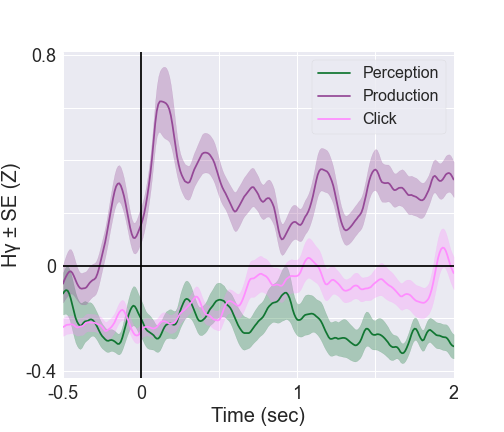 0.8
Perception
Production
Click
Hγ ± SE (Z)
0
-0.4
-0.5 0 1 2
Time (sec)